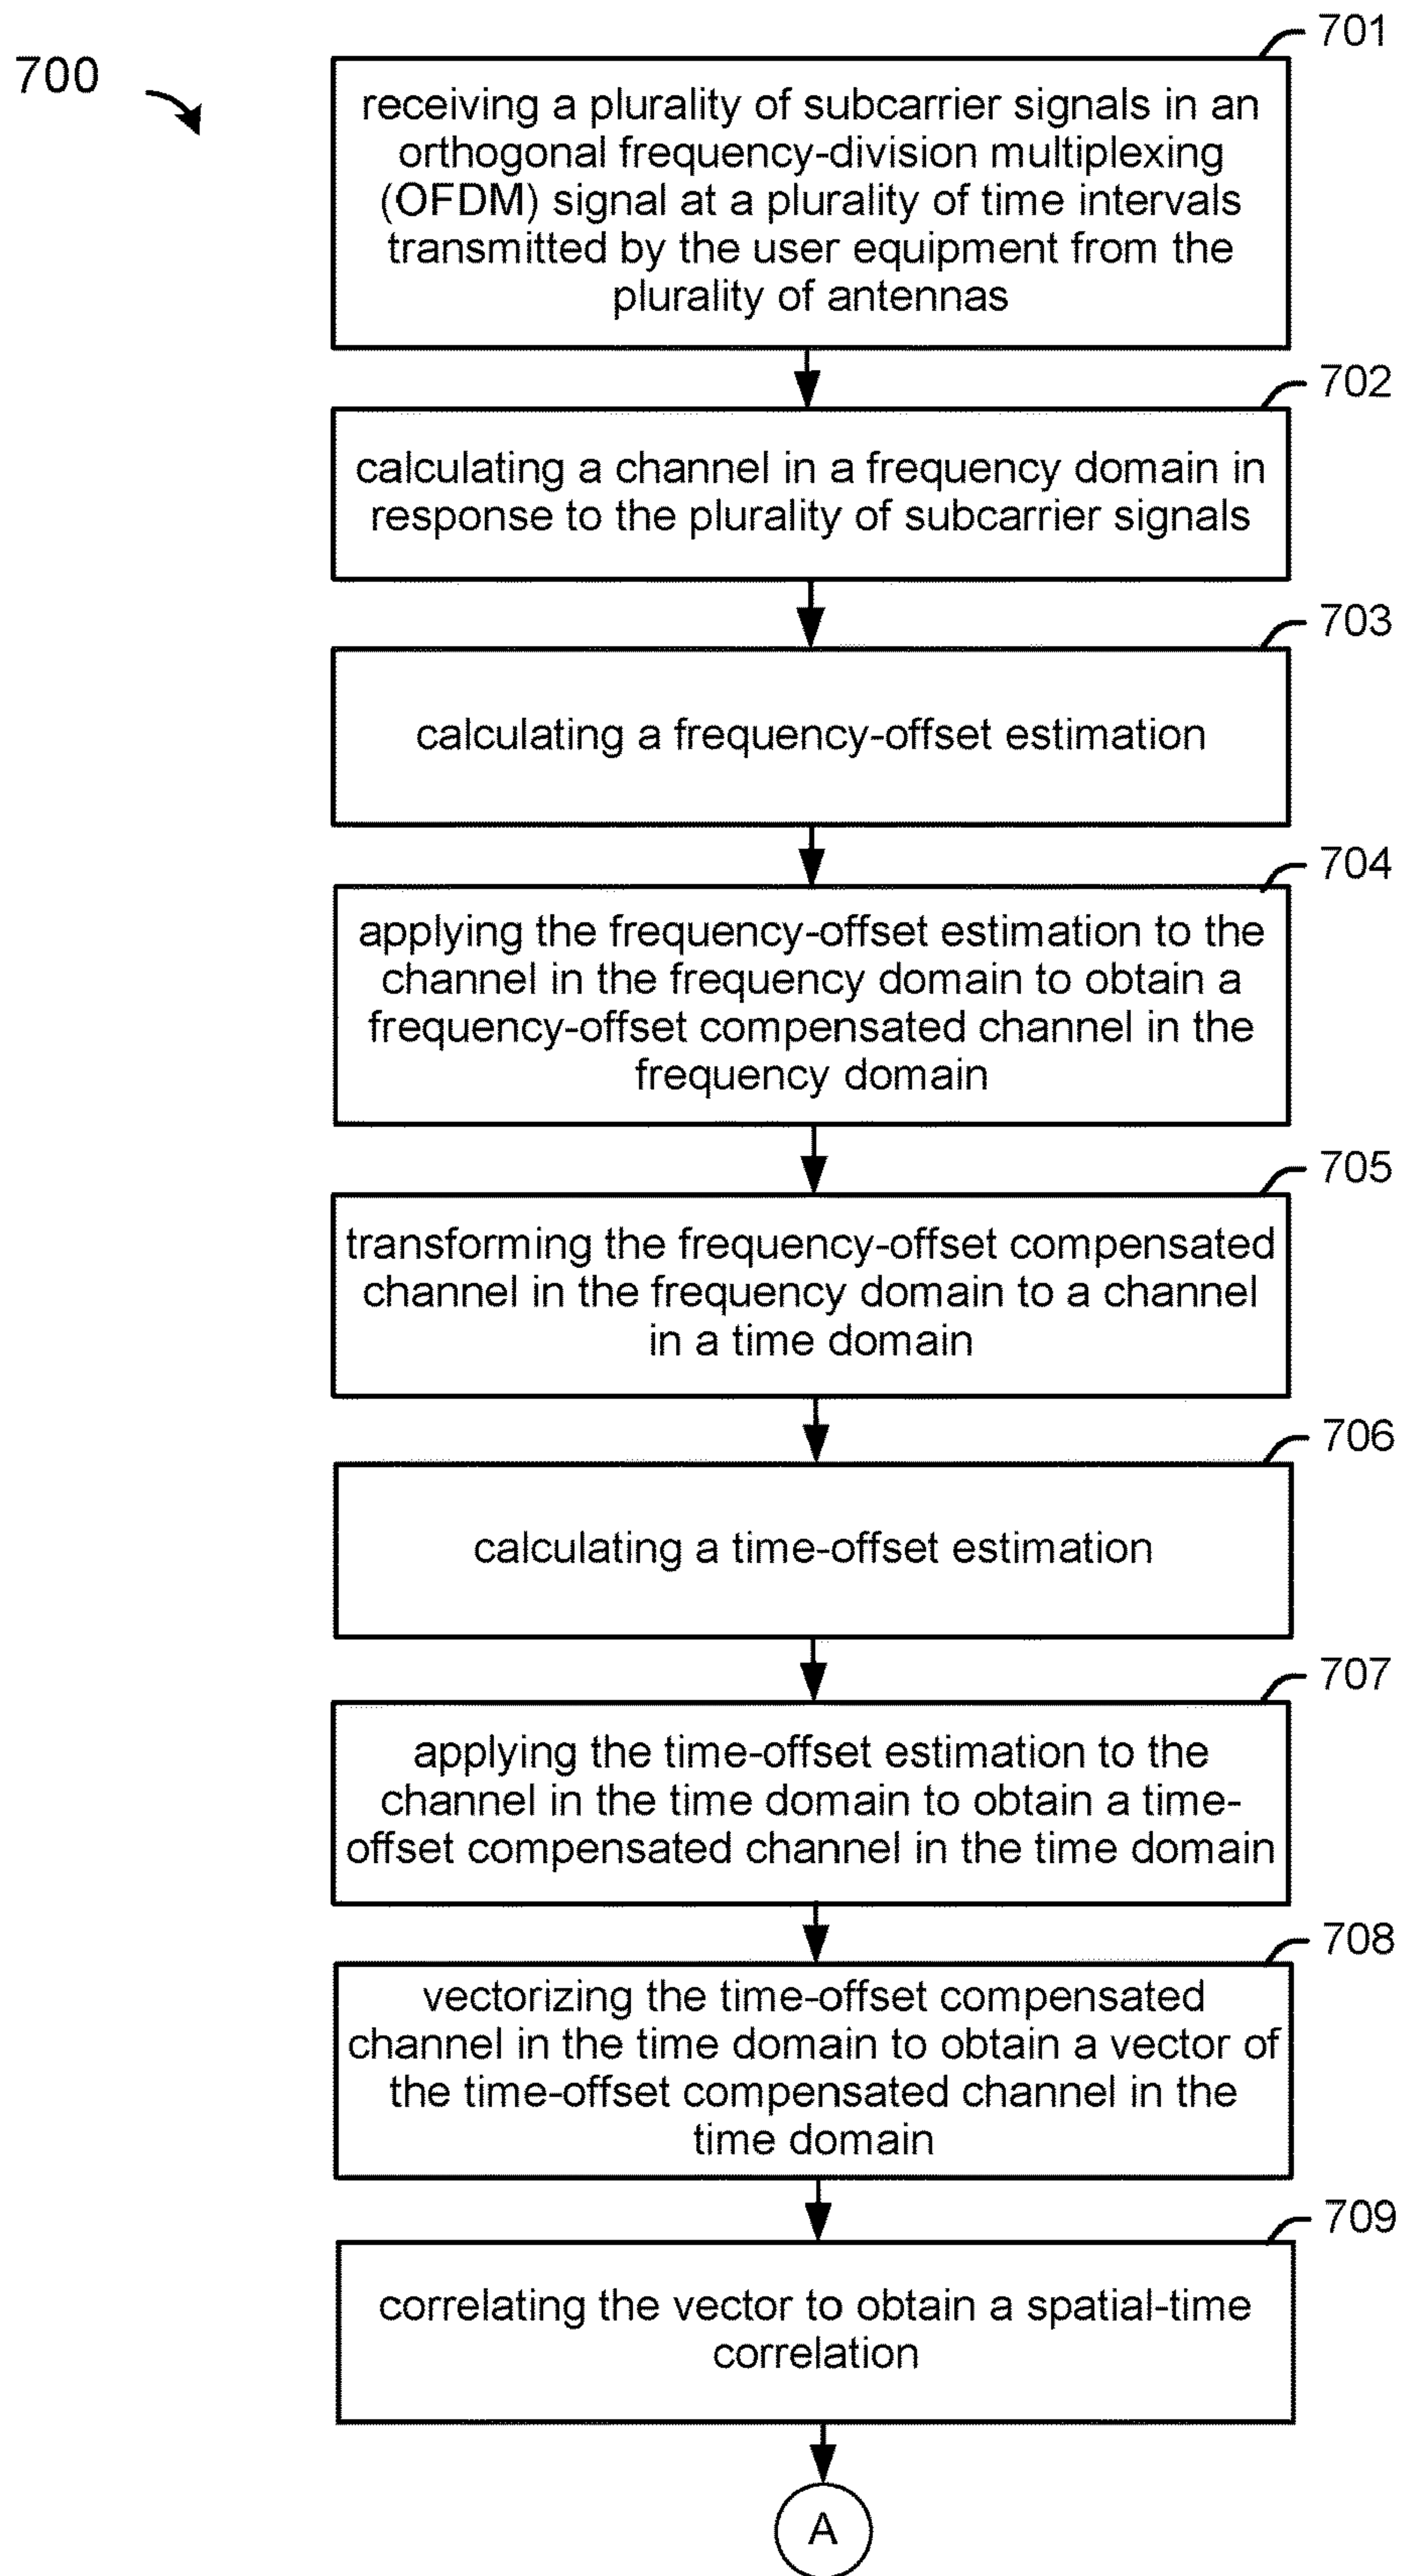 700
701
receiving a plurality of subcarrier signals in an
orthogonal frequency-division multiplexing
(OFDM) signal at a plurality of time intervals
transmitted by the user equipment from the
plurality of antennas
702
calculating a channel in a frequency domain in
response to the plurality of subcarrier signals
703
calculating a frequency-offset estimation
704
applying the frequency-offset estimation to the
channel in the frequency domain to obtain a
frequency-offset compensated channel in the
frequency domain
705
transforming the frequency-offset compensated
channel in the frequency domain to a channel
in a time domain
706
calculating a time-offset estimation
707
applying the time-offset estimation to the
channel in the time domain to obtain a time-
offset compensated channel in the time domain
708
vectorizing the time-offset compensated
channel in the time domain to obtain a vector of
the time-offset compensated channel in the
time domain
709
correlating the vector to obtain a spatial-time
correlation
A